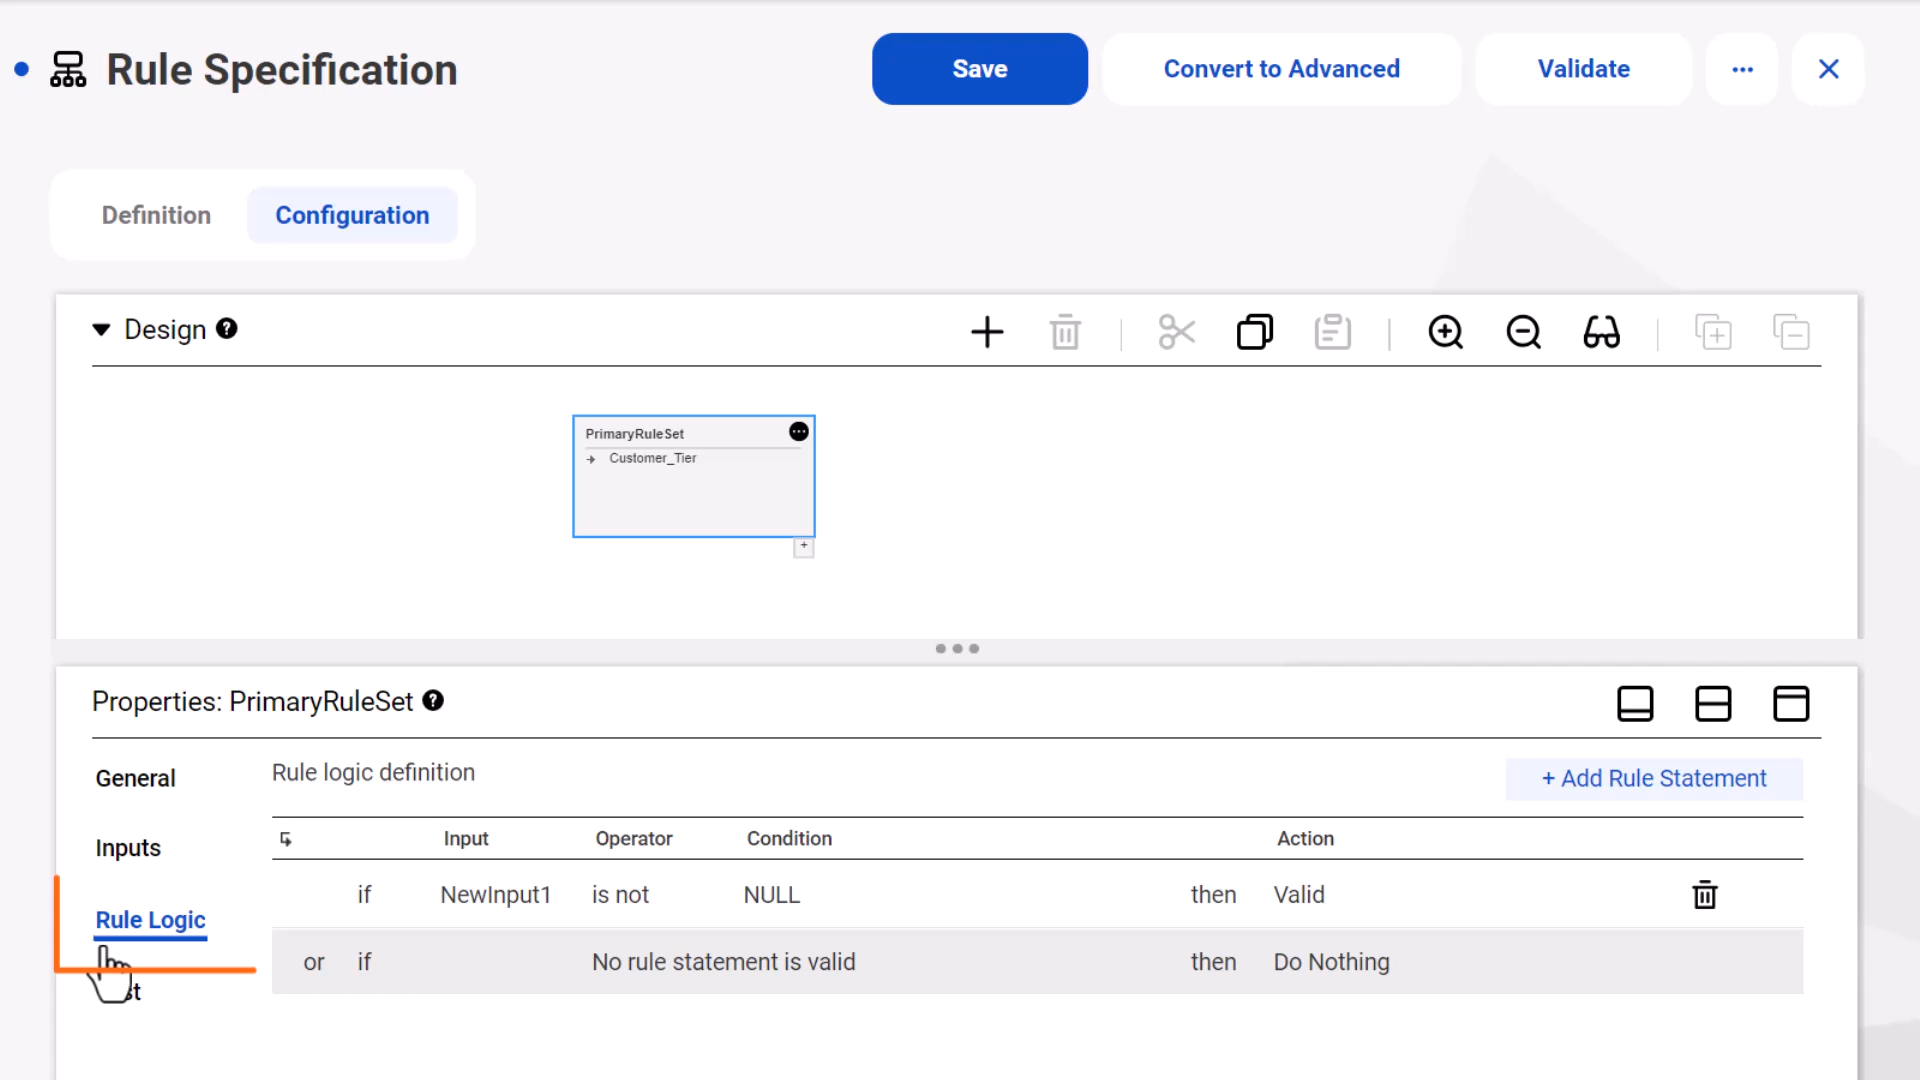 Rule Specification
Save
Convert to Advanced
Validate
Definition
Configuration
Design
PrimaryRuleSet
Customer_Tier
Properties: PrimaryRuleSet
General
Inputs
Rule Logic
Rule logic definition
+ Add Rule Statement
Input Operator Condition Action
if NewInput1 is not NULL then Valid
or if No rule statement is valid then Do Nothing